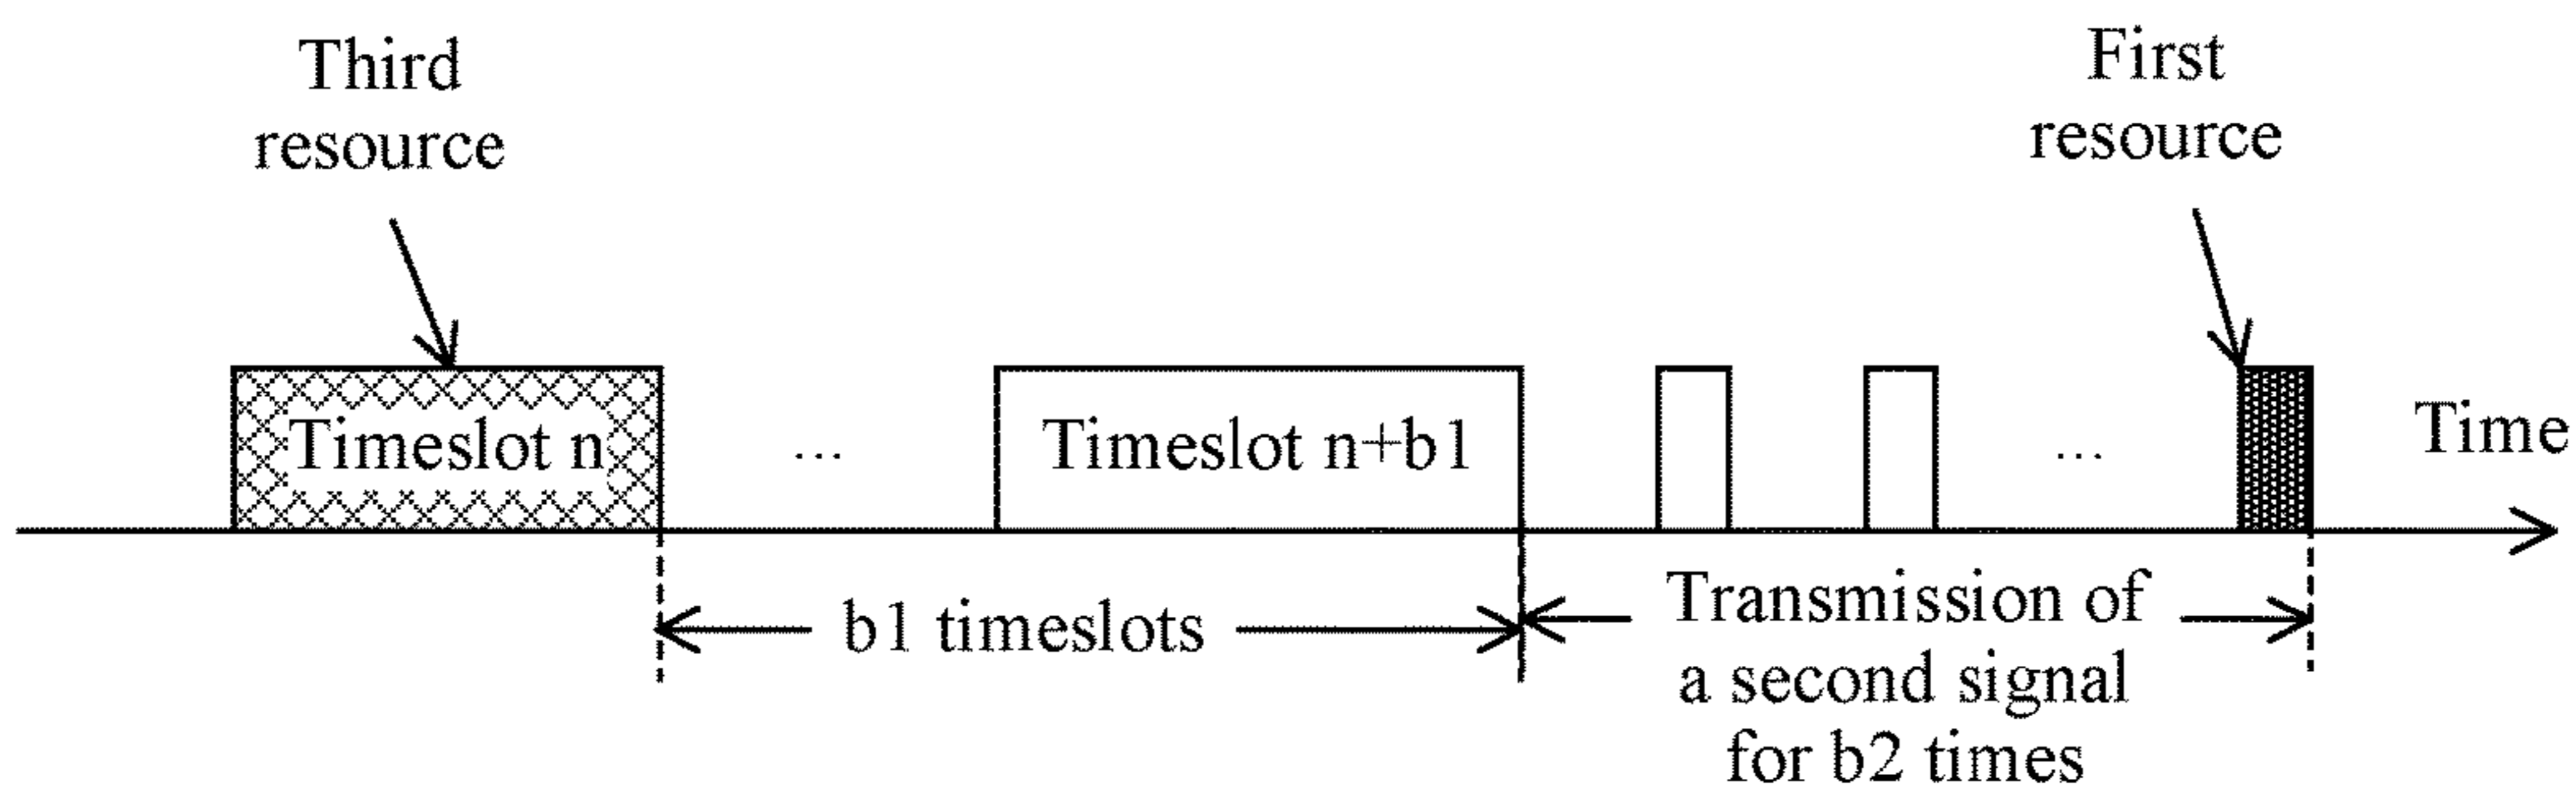 Third
resource
First
resource
Timeslot n
...
Timeslot n+b1
...
Time
b1 timeslots
Transmission of
a second signal
for b2 times